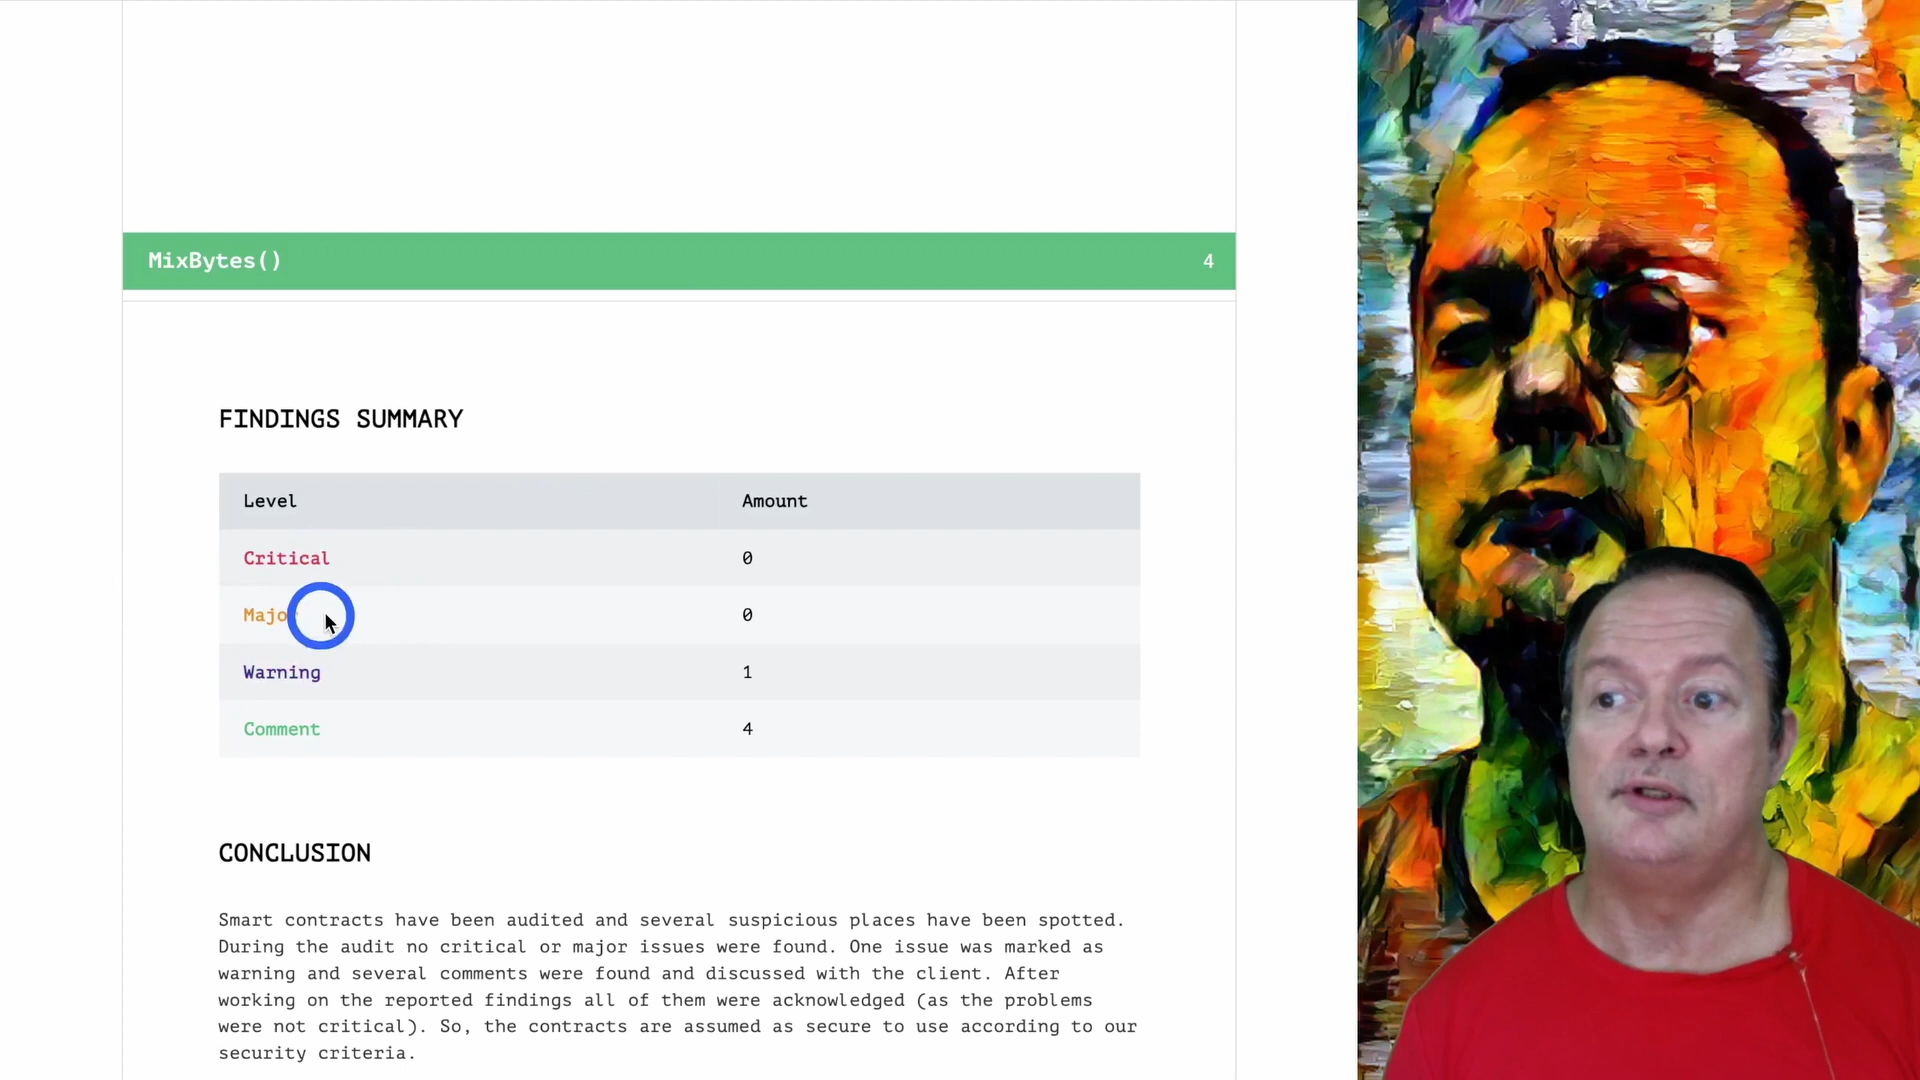 MixBytes() 4
FINDINGS SUMMARY
Level Amount
Critical 0
Majo 0
Warning 1
Comment 4
CONCLUSION
Smart contracts have been audited and several suspicious places have been spotted.
During the audit no critical or major issues were found. One issue was marked as
warning and several comments were found and discussed with the client. After
working on the reported findings all of them were acknowledged (as the problems
were not critical). So, the contracts are assumed as secure to use according to our
security criteria.